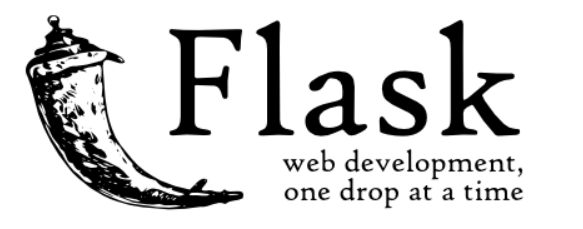 Flask
web development,
one drop at a time